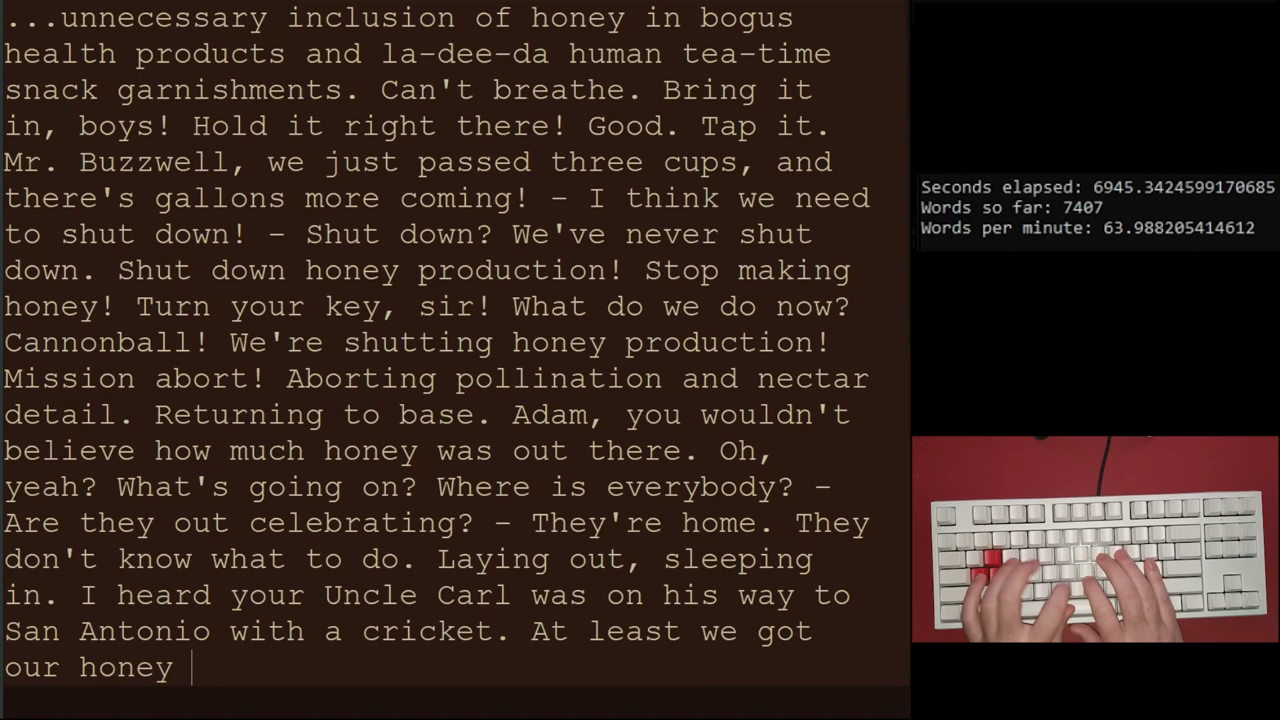 ...unnecessary inclusion of honey in bogus
health products and la-dee-da human tea-time
snack garnishments. Can't breathe. Bring it
in, boys! Hold it right there! Good. Tap it.
Mr. Buzzwell, we just passed three cups, and
there's gallons more coming! - I think we need
to shut down! - Shut down? We've never shut
down. Shut down honey production! Stop making
honey! Turn your key, sir! What do we do now?
Cannonball! We're shutting honey production!
Mission abort! Aborting pollination and nectar
detail. Returning to base. Adam, you wouldn't
believe how much honey was out there. Oh,
yeah? What's going on? Where is everybody? -
Are they out celebrating? - They're home. They
don't know what to do. Laying out, sleeping
in. I heard your Uncle Carl was on his way to
San Antonio with a cricket. At least we got
our honey
Seconds elapsed: 6945.3424599170685
Words so far: 7407
Words per minute: 63.988205414612